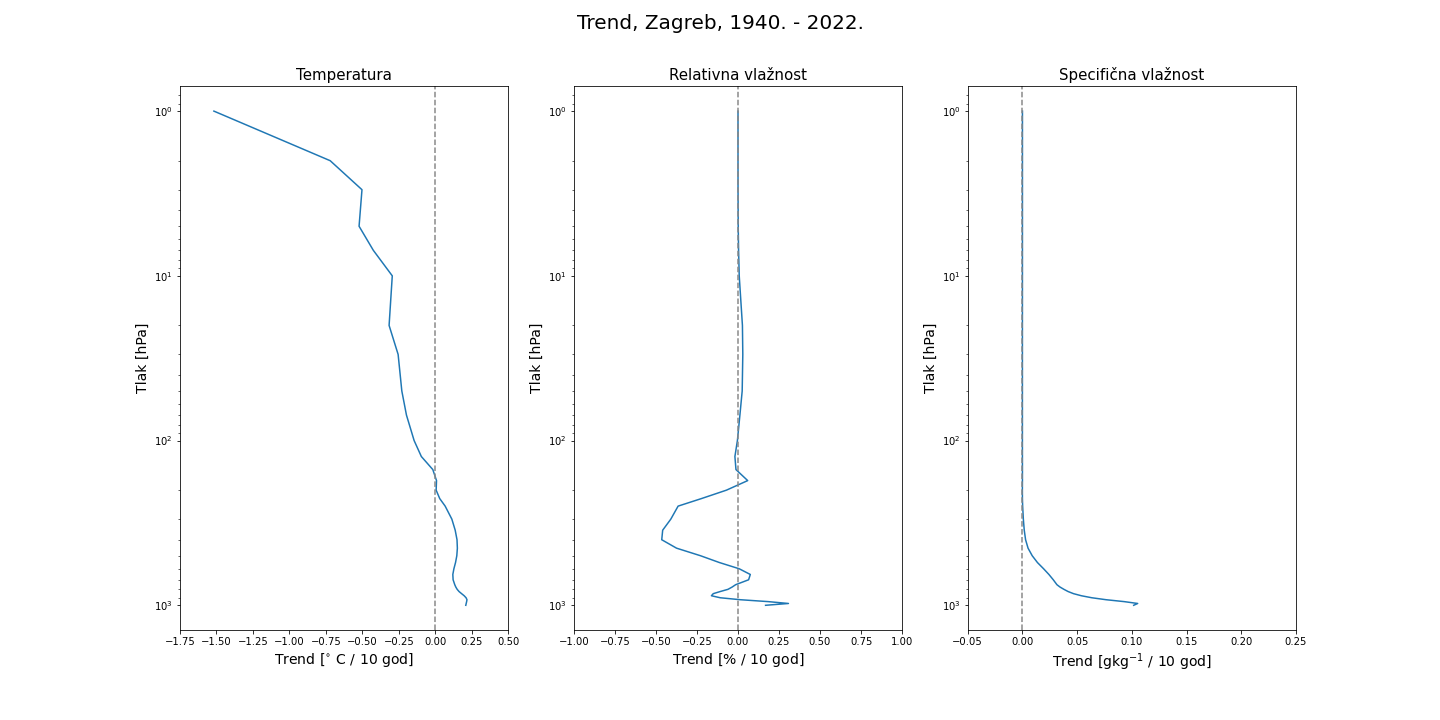 Trend, Zagreb, 1940. - 2022.
Temperatura
10⁰
10¹
10²
10³
Tlak [hPa]
−1.75 −1.50 −1.25 −1.00 −0.75 −0.50 −0.25 0.00 0.25 0.50
Trend [° C / 10 god]
Relativna vlažnost
10⁰
10¹
10²
10³
Tlak [hPa]
−1.00 −0.75 −0.50 −0.25 0.00 0.25 0.50 0.75 1.00
Trend [% / 10 god]
Specifična vlažnost
10⁰
10¹
10²
10³
Tlak [hPa]
−0.05 0.00 0.05 0.10 0.15 0.20 0.25
Trend [gkg⁻¹ / 10 god]